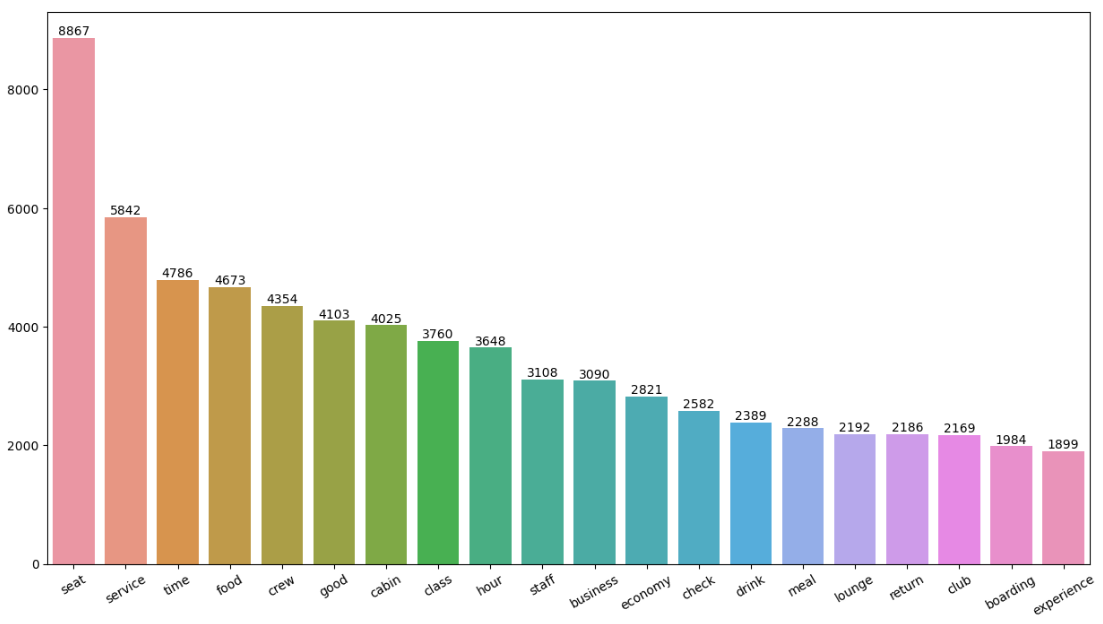 8867
5842
4786
4673
4354
4103
4025
3760
3648
3108
3090
2821
2582
2389
2288
2192
2186
2169
1984
1899
8000
6000
4000
2000
0
seat
service
time
food
crew
good
cabin
class
hour
staff
business
economy
check
drink
meal
lounge
return
club
boarding
experience